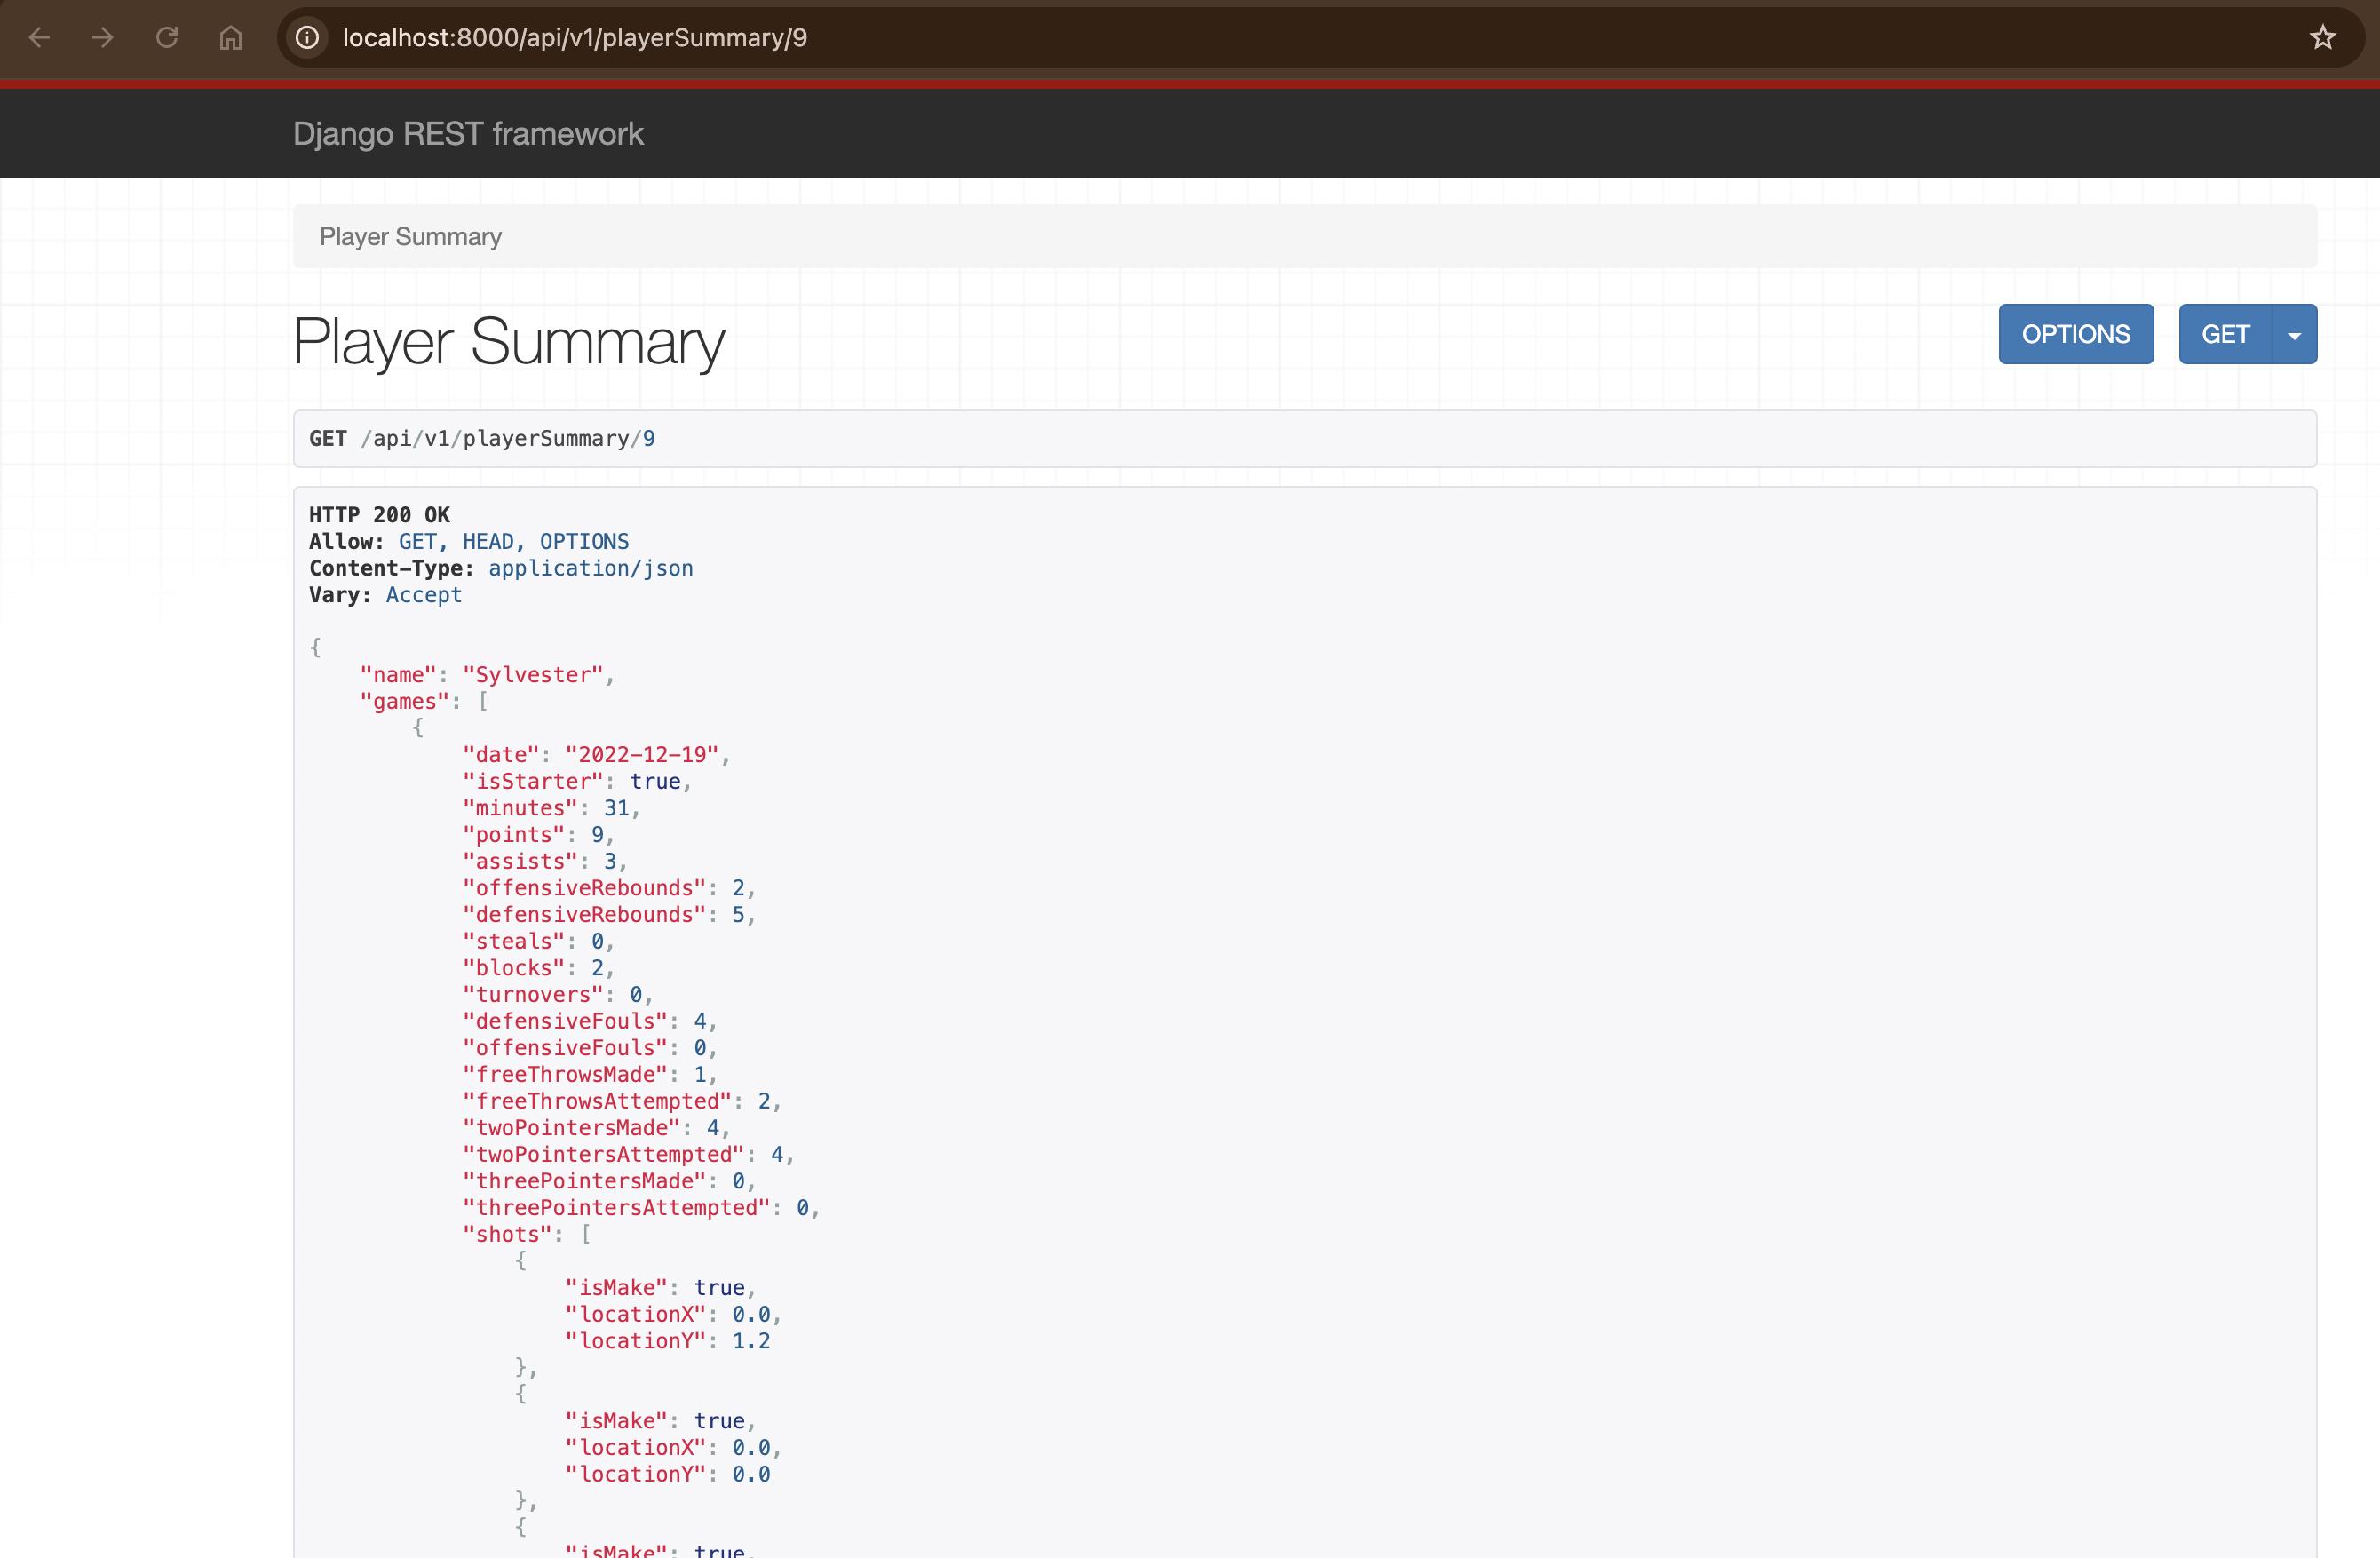 localhost:8000/api/v1/playerSummary/9
Django REST framework
Player Summary
Player Summary
OPTIONS
GET
GET /api/v1/playerSummary/9
HTTP 200 OK
Allow: GET, HEAD, OPTIONS
Content-Type: application/json
Vary: Accept
{
    "name": "Sylvester",
    "games": [
        {
            "date": "2022-12-19",
            "isStarter": true,
            "minutes": 31,
            "points": 9,
            "assists": 3,
            "offensiveRebounds": 2,
            "defensiveRebounds": 5,
            "steals": 0,
            "blocks": 2,
            "turnovers": 0,
            "defensiveFouls": 4,
            "offensiveFouls": 0,
            "freeThrowsMade": 1,
            "freeThrowsAttempted": 2,
            "twoPointersMade": 4,
            "twoPointersAttempted": 4,
            "threePointersMade": 0,
            "threePointersAttempted": 0,
            "shots": [
                {
                    "isMake": true,
                    "locationX": 0.0,
                    "locationY": 1.2
                },
                {
                    "isMake": true,
                    "locationX": 0.0,
                    "locationY": 0.0
                },
                {
                    "isMake": true,